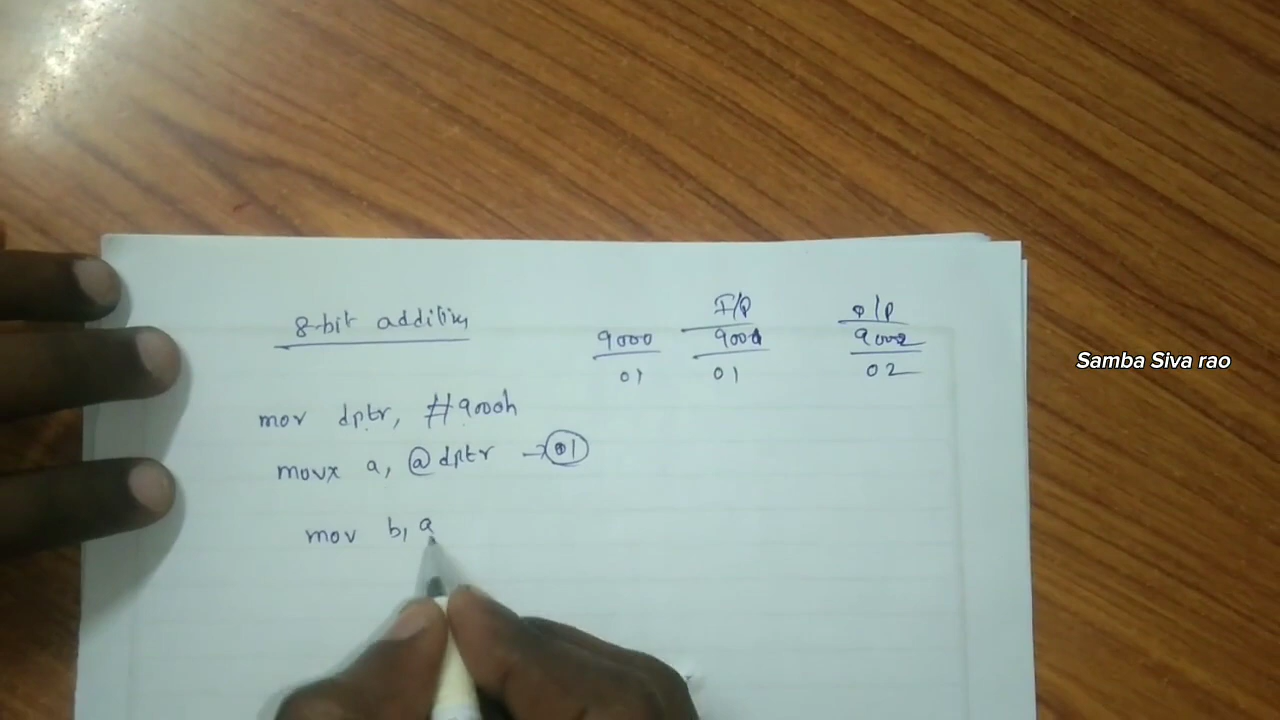 8-bit addition
I/P
O/P
9000 9001 9002
01 01 02
mov dptr, #9000h
movx a, @dptr → 01
mov b, a
Samba Siva rao